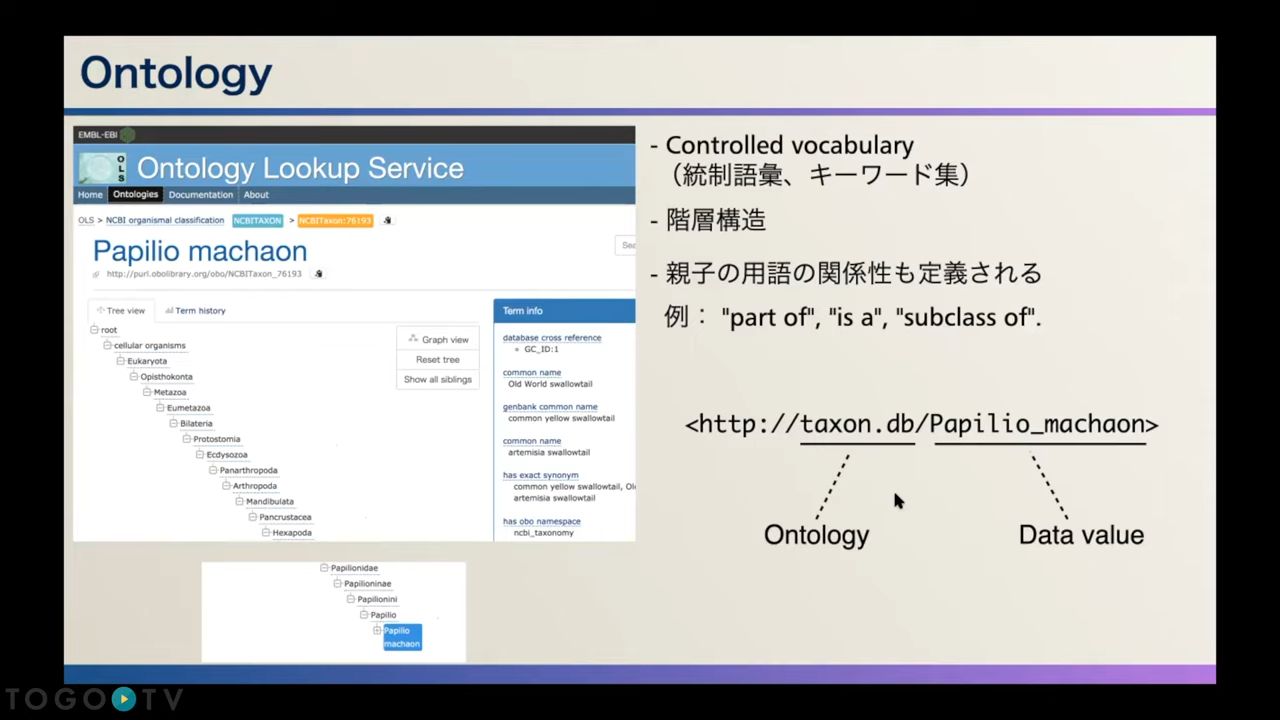 Ontology
EMBL-EBI
OLS
Ontology Lookup Service
Home Ontologies Documentation About
OLS > NCBI organismal classification NCBITAXON > NCBITaxon:76193
Papilio machaon
Sea
http://purl.obolibrary.org/obo/NCBITaxon_76193
Tree view Term history
root
cellular organisms
Eukaryota
Opisthokonta
Metazoa
Eumetazoa
Bilateria
Protostomia
Ecdysozoa
Panarthropoda
Arthropoda
Mandibulata
Pancrustacea
Hexapoda
Graph view
Reset tree
Show all siblings
Term info
database cross reference
GC_ID:1
common name
Old World swallowtail
genbank common name
common yellow swallowtail
common name
artemisia swallowtail
has exact synonym
common yellow swallowtail, Ol
artemisia swallowtail
has obo namespace
ncbi_taxonomy
Papilionidae
Papilioninae
Papilionini
Papilio
Papilio
machaon
- Controlled vocabulary
（統制語彙、キーワード集）
- 階層構造
- 親子の用語の関係性も定義される
例： "part of", "is a", "subclass of".
<http://taxon.db/Papilio_machaon>
Ontology Data value
TOGO TV